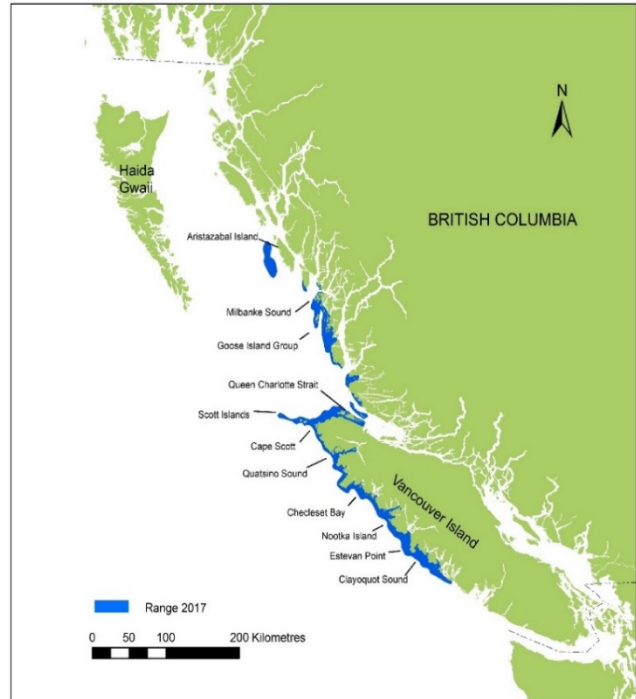 N
Haida
Gwaii
BRITISH COLUMBIA
Aristazabal Island
Milbanke Sound
Goose Island Group
Queen Charlotte Strait
Scott Islands
Cape Scott
Quatsino Sound
Vancouver Island
Checleset Bay
Nootka Island
Estevan Point
Clayoquot Sound
Range 2017
0 50 100 200 Kilometres